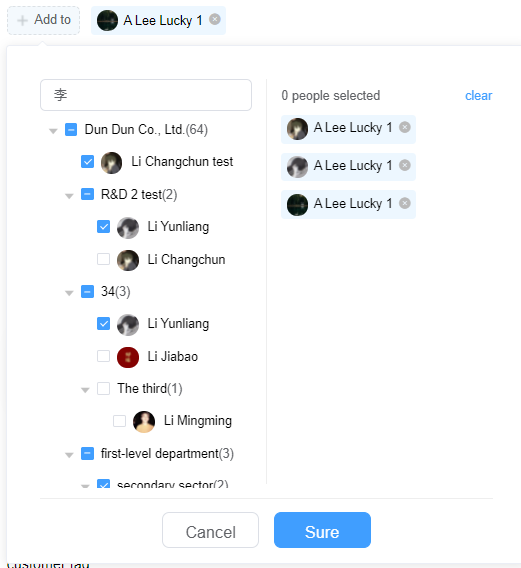 Add to
A Lee Lucky 1
李
Dun Dun Co., Ltd.(64)
Li Changchun test
R&D 2 test(2)
Li Yunliang
Li Changchun
34(3)
Li Yunliang
Li Jiabao
The third(1)
Li Mingming
first-level department(3)
secondary sector(2)
0 people selected
clear
A Lee Lucky 1
A Lee Lucky 1
A Lee Lucky 1
Cancel
Sure
customer